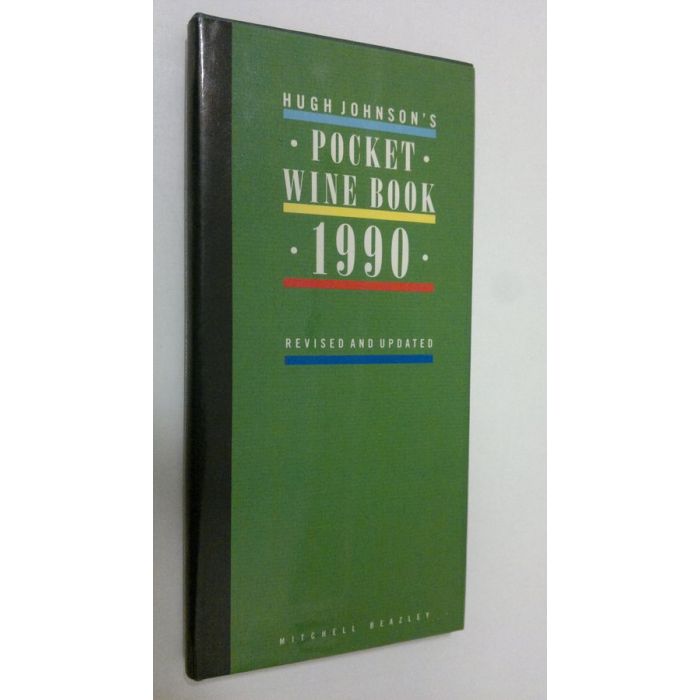 HUGH JOHNSON'S
· POCKET ·
WINE BOOK
· 1990 ·
REVISED AND UPDATED
MITCHELL BEAZLEY